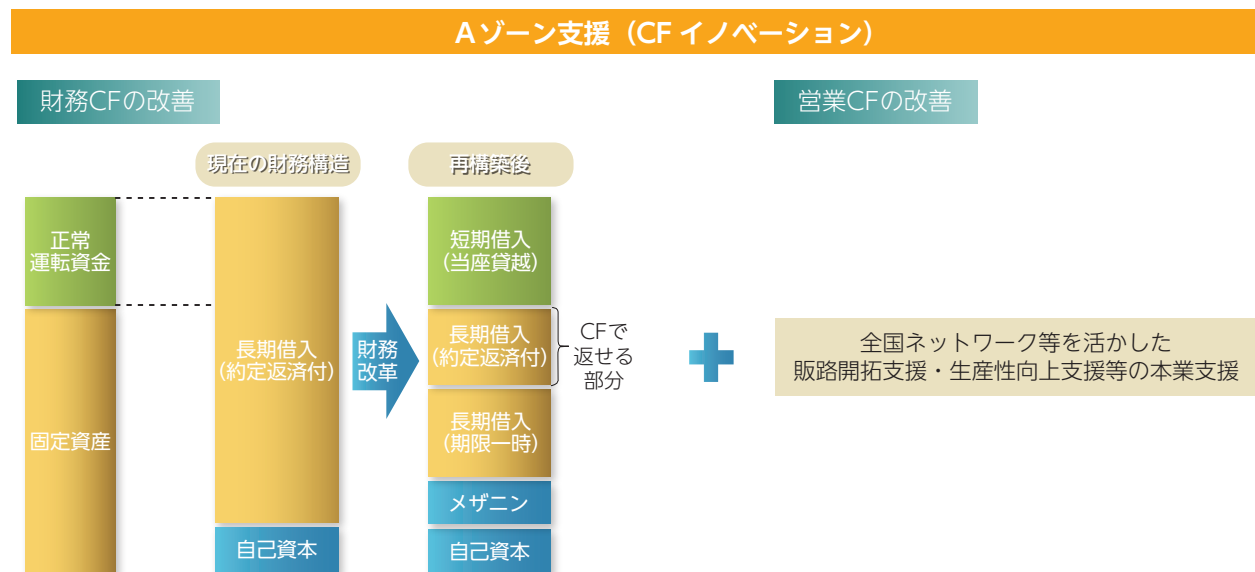 Aゾーン支援（CF イノベーション）
財務CFの改善
営業CFの改善
現在の財務構造
再構築後
正常
運転資金
固定資産
長期借入
（約定返済付）
自己資本
財務
改革
短期借入
（当座貸越）
長期借入
（約定返済付）
長期借入
（期限一時）
メザニン
自己資本
CFで
返せる
部分
全国ネットワーク等を活かした
販路開拓支援・生産性向上支援等の本業支援